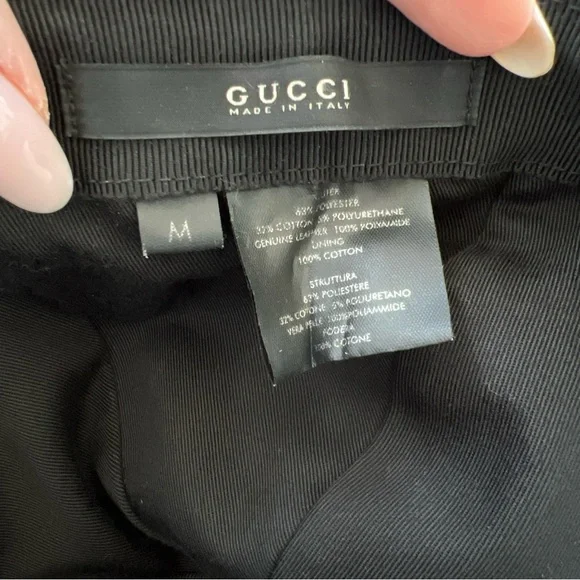 GUCCI
MADE IN ITALY
M
63% POLYESTER
32% COTTON 5% POLYURETHANE
GENUINE LEATHER 100% POLYAMIDE
LINING
100% COTTON
STRUTTURA
63% POLIESTERE
32% COTONE 5% POLIURETANO
VERA PELLE 100% POLIAMMIDE
FODERA
100% COTONE